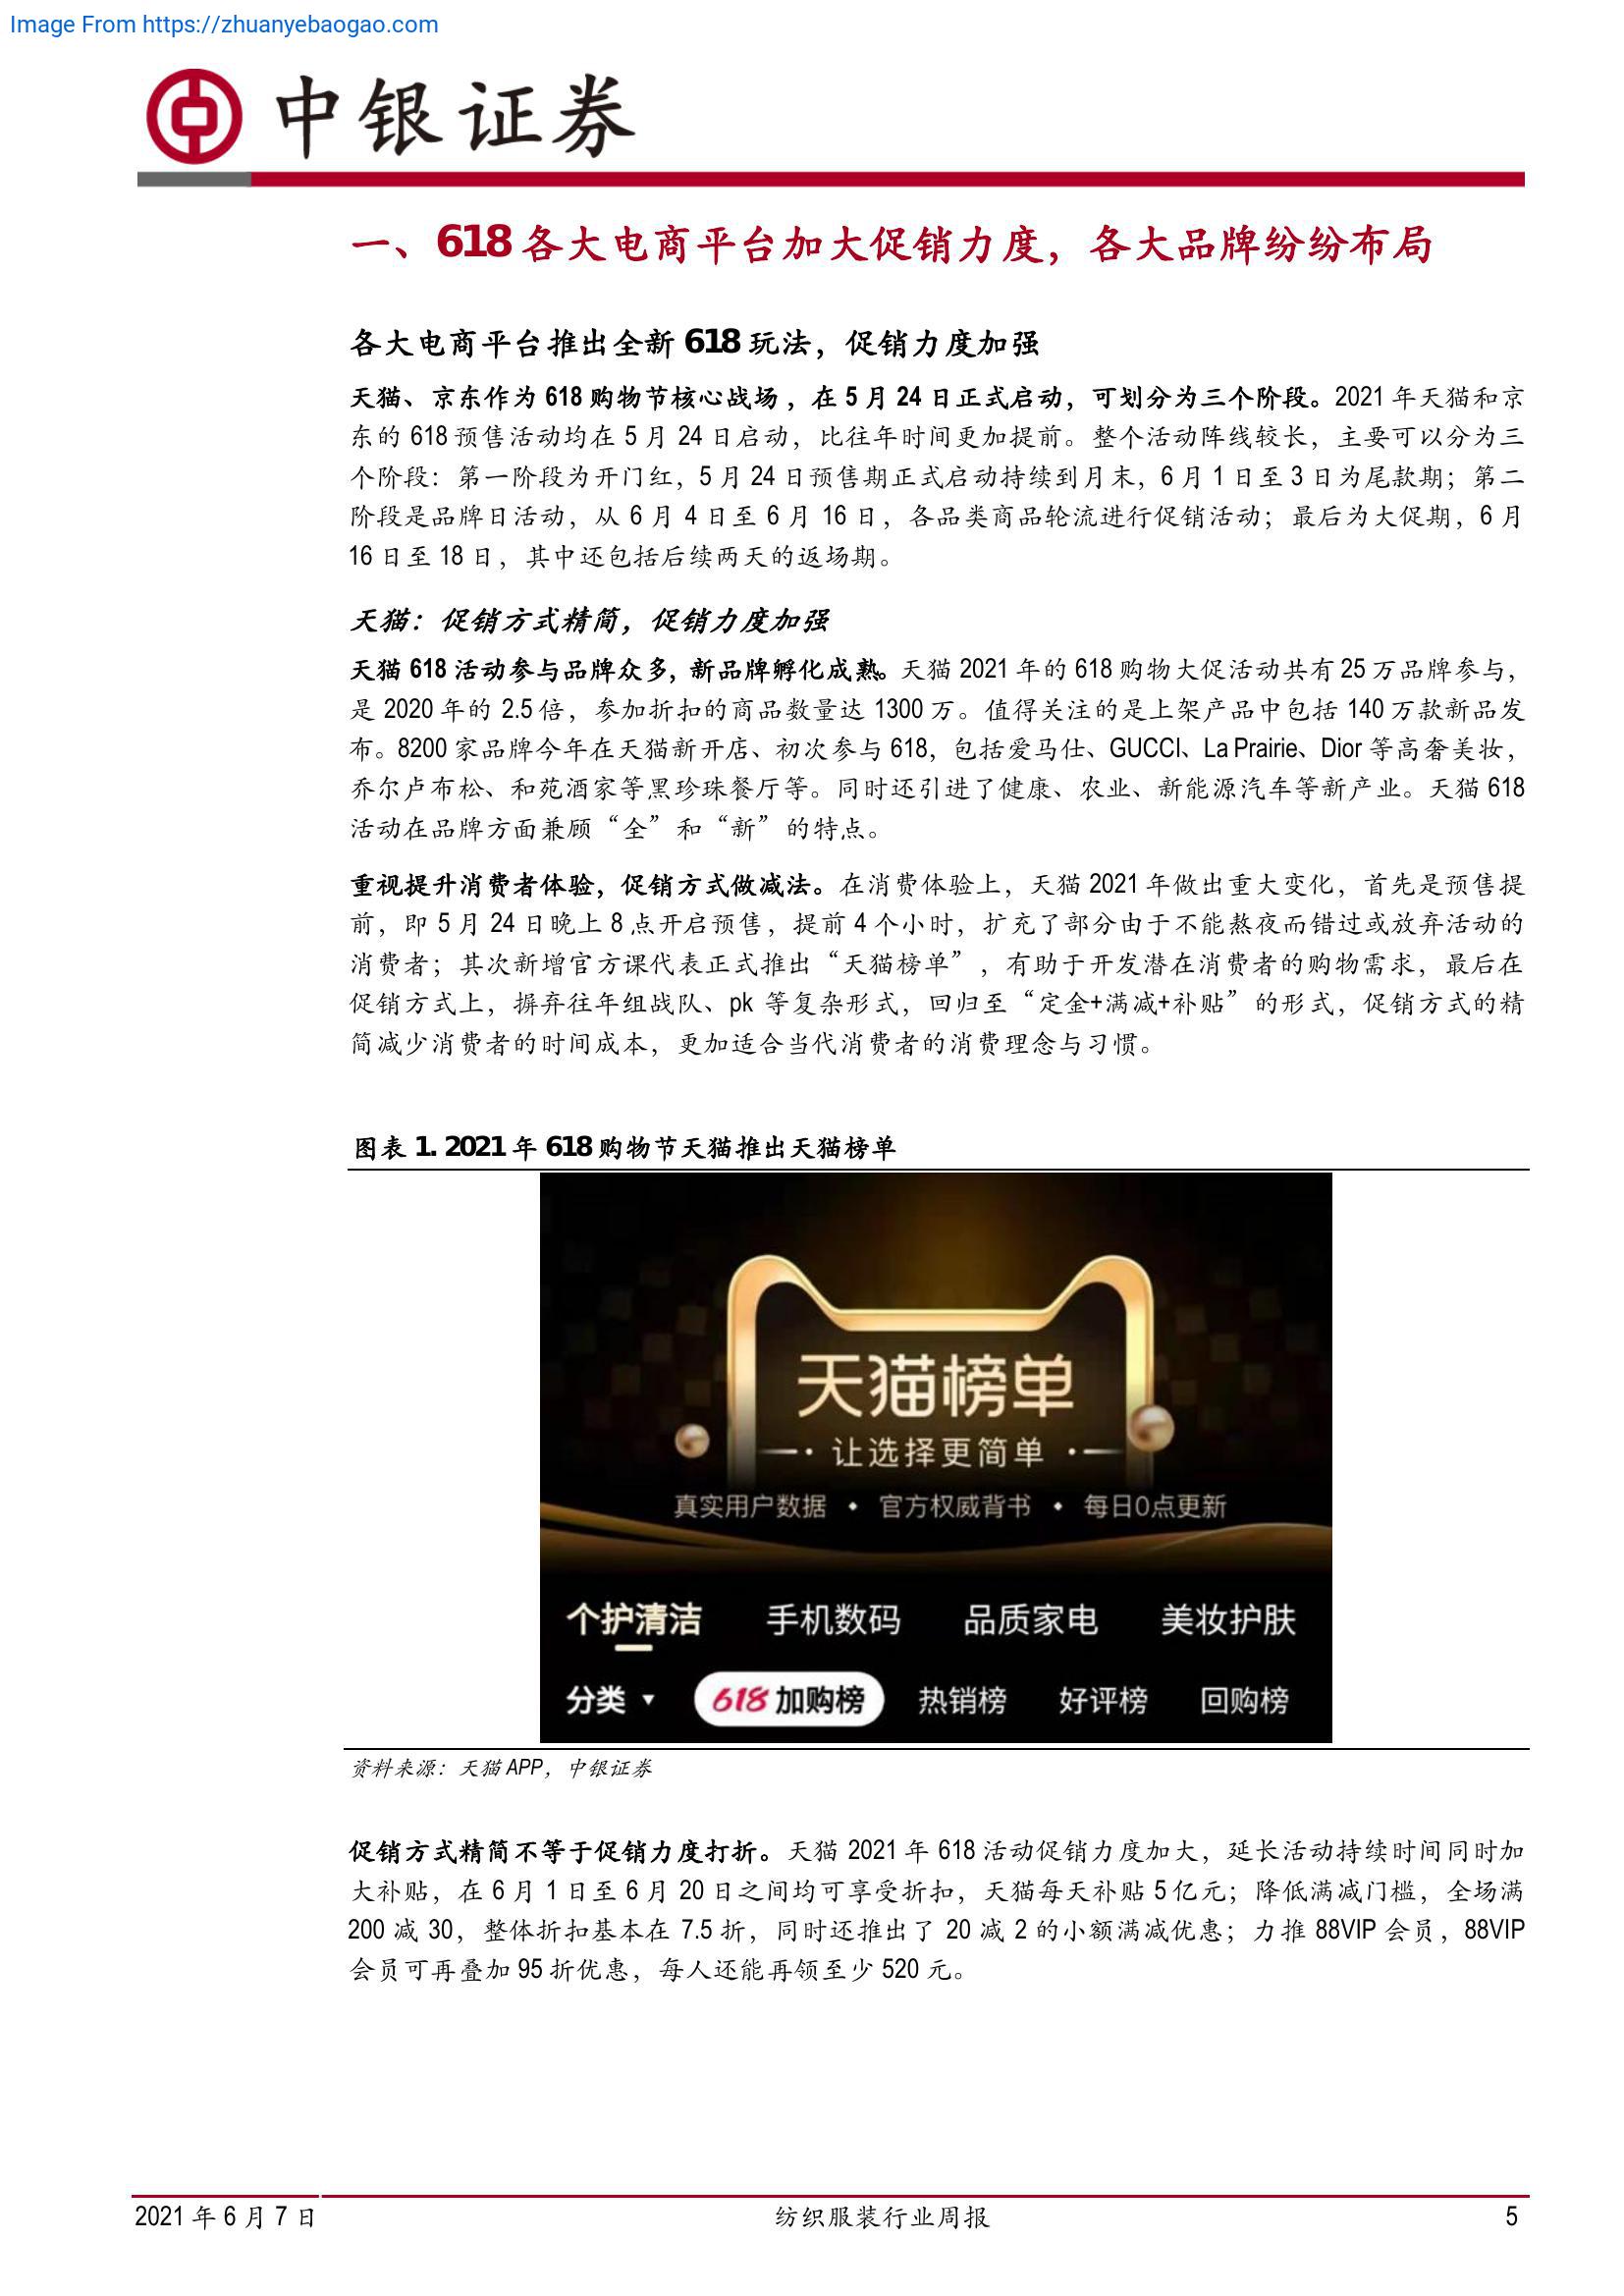 Image From https://zhuanyebaogao.com
中银证券
一、618 各大电商平台加大促销力度，各大品牌纷纷布局
各大电商平台推出全新 618 玩法，促销力度加强
天猫、京东作为 618 购物节核心战场，在 5 月 24 日正式启动，可划分为三个阶段。2021 年天猫和京
东的 618 预售活动均在 5 月 24 日启动，比往年时间更加提前。整个活动阵线较长，主要可以分为三
个阶段：第一阶段为开门红，5 月 24 日预售期正式启动持续到月末，6 月 1 日至 3 日为尾款期；第二
阶段是品牌日活动，从 6 月 4 日至 6 月 16 日，各品类商品轮流进行促销活动；最后为大促期，6 月
16 日至 18 日，其中还包括后续两天的返场期。
天猫：促销方式精简，促销力度加强
天猫 618 活动参与品牌众多，新品牌孵化成熟。天猫 2021 年的 618 购物大促活动共有 25 万品牌参与，
是 2020 年的 2.5 倍，参加折扣的商品数量达 1300 万。值得关注的是上架产品中包括 140 万款新品发
布。8200 家品牌今年在天猫新开店、初次参与 618，包括爱马仕、GUCCI、La Prairie、Dior 等高奢美妆，
乔尔卢布松、和苑酒家等黑珍珠餐厅等。同时还引进了健康、农业、新能源汽车等新产业。天猫 618
活动在品牌方面兼顾“全”和“新”的特点。
重视提升消费者体验，促销方式做减法。在消费体验上，天猫 2021 年做出重大变化，首先是预售提
前，即 5 月 24 日晚上 8 点开启预售，提前 4 个小时，扩充了部分由于不能熬夜而错过或放弃活动的
消费者；其次新增官方课代表正式推出“天猫榜单”，有助于开发潜在消费者的购物需求，最后在
促销方式上，摒弃往年组战队、pk 等复杂形式，回归至“定金+满减+补贴”的形式，促销方式的精
简减少消费者的时间成本，更加适合当代消费者的消费理念与习惯。
图表 1. 2021 年 618 购物节天猫推出天猫榜单
天猫榜单
让选择更简单
真实用户数据 • 官方权威背书 • 每日0点更新
个护清洁 手机数码 品质家电 美妆护肤
分类 ▼ 618 加购榜 热销榜 好评榜 回购榜
资料来源：天猫 APP，中银证券
促销方式精简不等于促销力度打折。天猫 2021 年 618 活动促销力度加大，延长活动持续时间同时加
大补贴，在 6 月 1 日至 6 月 20 日之间均可享受折扣，天猫每天补贴 5 亿元；降低满减门槛，全场满
200 减 30，整体折扣基本在 7.5 折，同时还推出了 20 减 2 的小额满减优惠；力推 88VIP 会员，88VIP
会员可再叠加 95 折优惠，每人还能再领至少 520 元。
2021 年 6 月 7 日 纺织服装行业周报 5